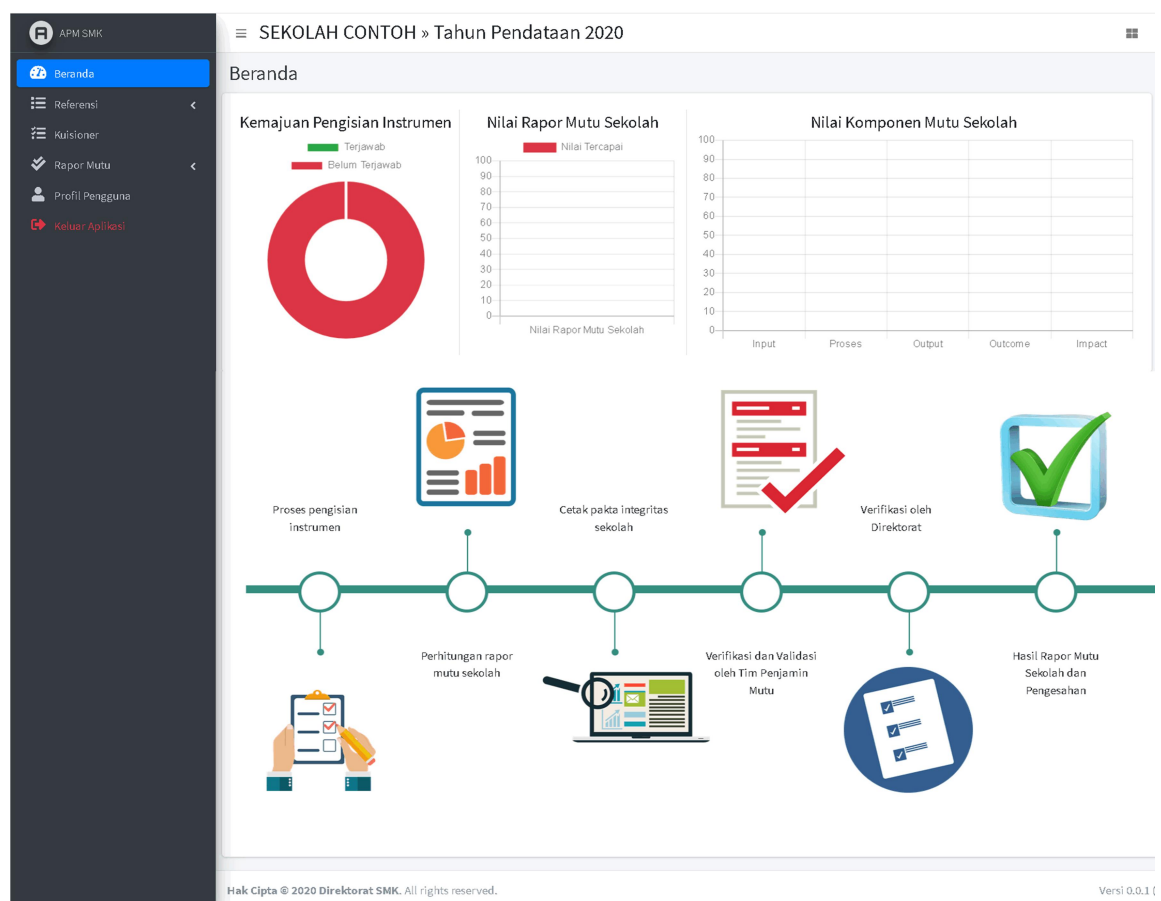 APM SMK
SEKOLAH CONTOH » Tahun Pendataan 2020
Beranda
Referensi
Kuisioner
Rapor Mutu
Profil Pengguna
Keluar Aplikasi
Beranda
Kemajuan Pengisian Instrumen
Terjawab
Belum Terjawab
Nilai Rapor Mutu Sekolah
Nilai Tercapai
100
90
80
70
60
50
40
30
20
10
0
Nilai Rapor Mutu Sekolah
Nilai Komponen Mutu Sekolah
100
90
80
70
60
50
40
30
20
10
0
Input
Proses
Output
Outcome
Impact
Proses pengisian
instrumen
Perhitungan rapor
mutu sekolah
Cetak pakta integritas
sekolah
Verifikasi dan Validasi
oleh Tim Penjamin
Mutu
Verifikasi oleh
Direktorat
Hasil Rapor Mutu
Sekolah dan
Pengesahan
Hak Cipta © 2020 Direktorat SMK. All rights reserved.
Versi 0.0.1 (